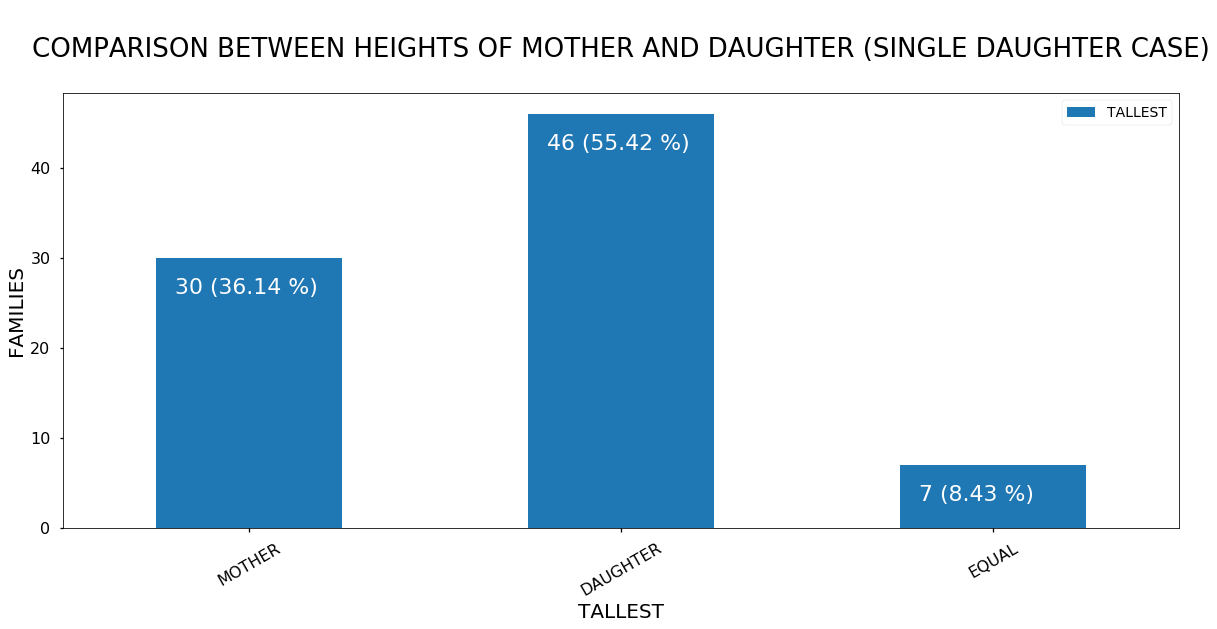 COMPARISON BETWEEN HEIGHTS OF MOTHER AND DAUGHTER (SINGLE DAUGHTER CASE)
TALLEST
46 (55.42 %)
30 (36.14 %)
7 (8.43 %)
FAMILIES
40
30
20
10
0
MOTHER
DAUGHTER
EQUAL
TALLEST